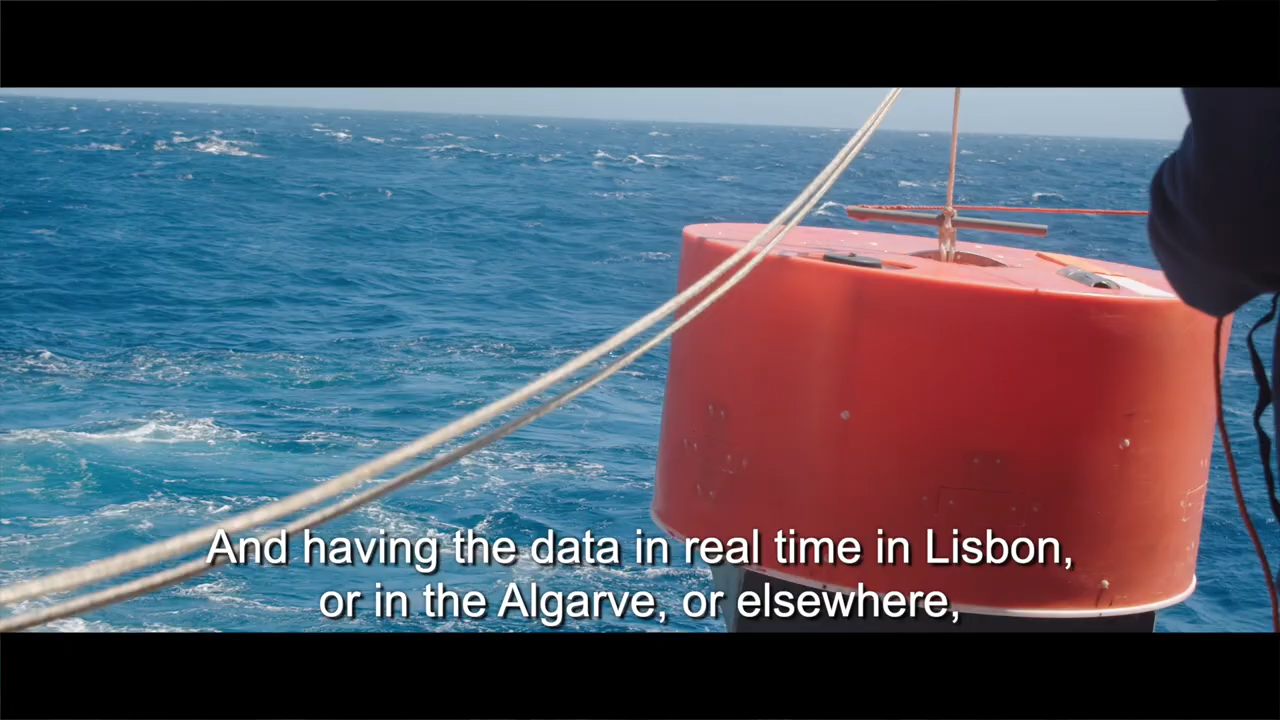 And having the data in real time in Lisbon,
or in the Algarve, or elsewhere,